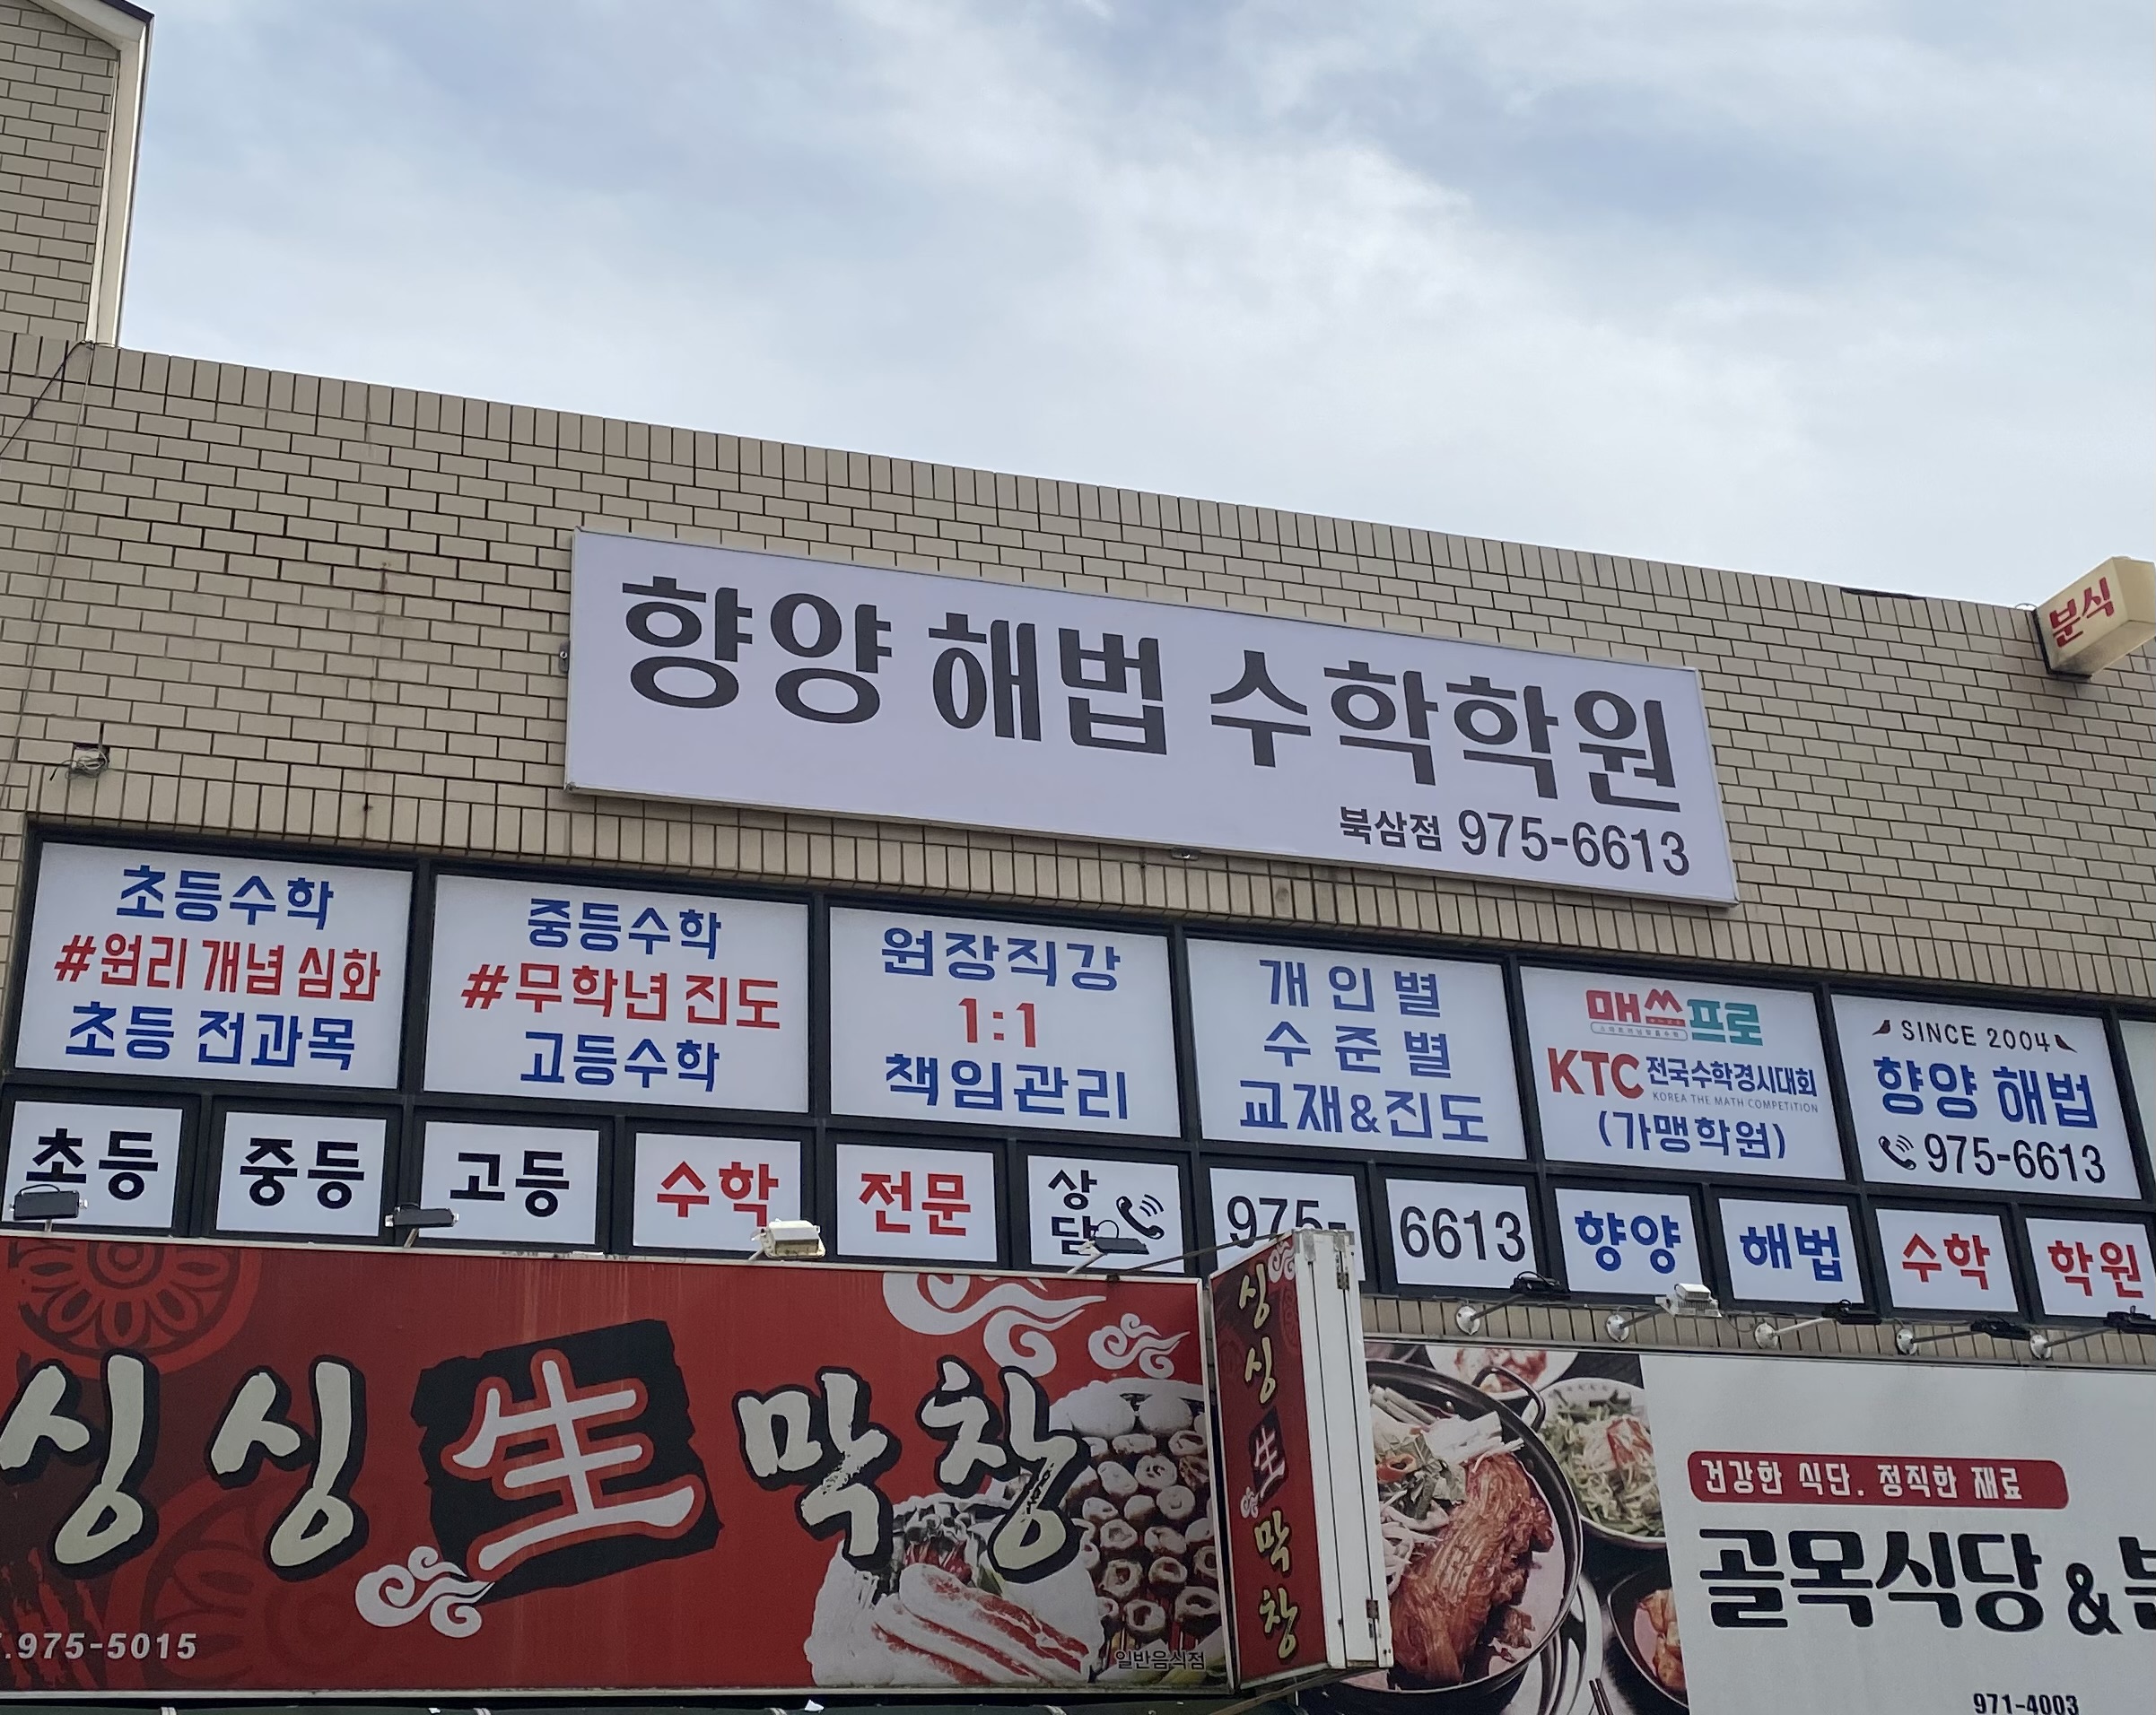 분식
향양 해법 수학학원
북삼점 975-6613
초등수학
#원리 개념 심화
초등 전과목
중등수학
#무학년 진도
고등수학
원장직강
1:1
책임관리
개인별
수준별
교재&진도
매쓰프로
KTC 전국수학경시대회
KOREA THE MATH COMPETITION
(가맹학원)
SINCE 2004
향양 해법
975-6613
초등 중등 고등 수학 전문 상담 975- 6613 향양 해법 수학 학원
싱싱生막창
.975-5015
일반음식점
싱싱生막창
건강한 식단. 정직한 재료
골목식당 &
971-4003